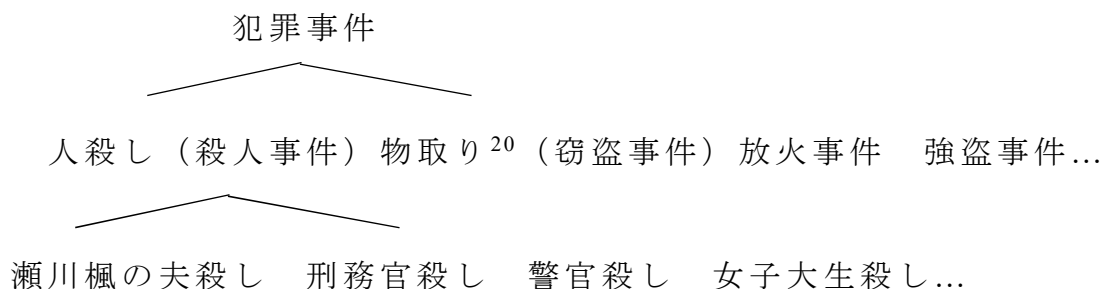 犯罪事件
人殺し（殺人事件）物取り20（窃盗事件）放火事件　強盗事件…
瀬川楓の夫殺し　刑務官殺し　警官殺し　女子大生殺し…